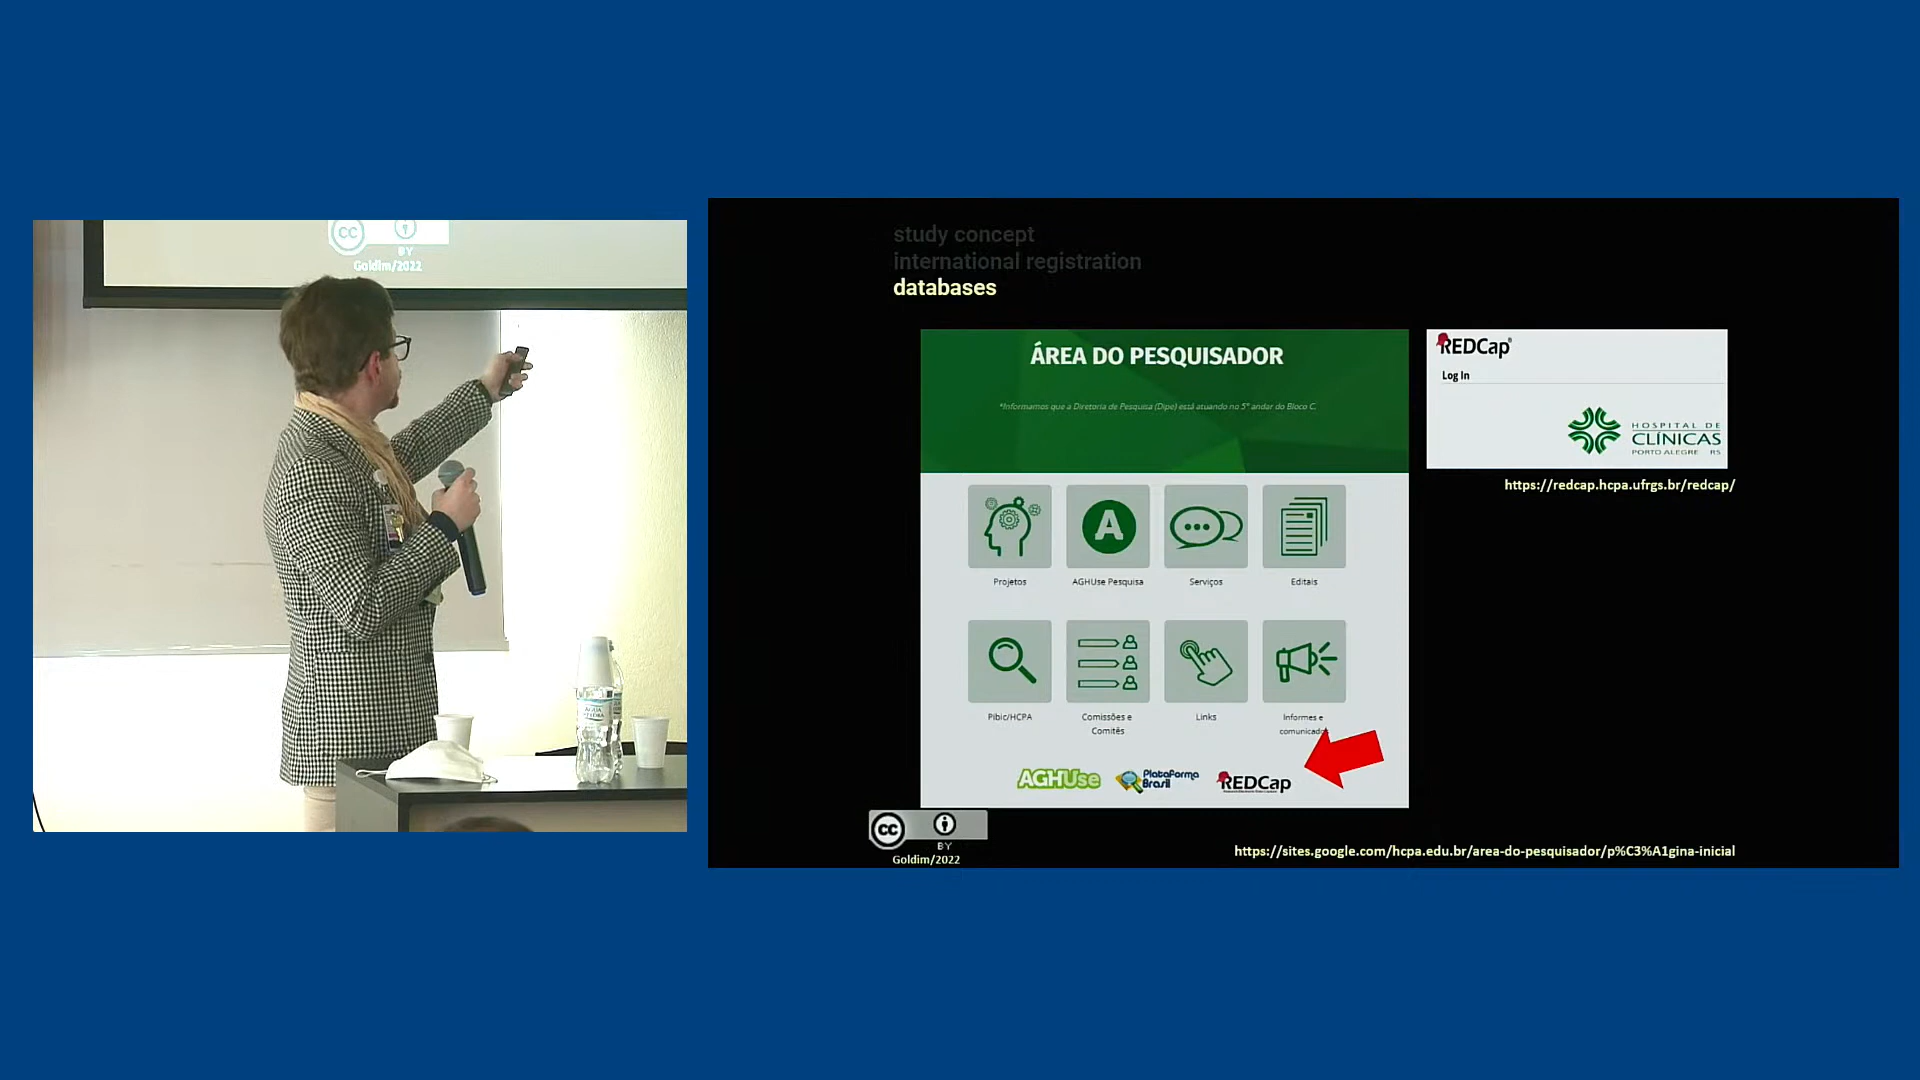 CC
BY
Goldim/2022
study concept
international registration
databases
ÁREA DO PESQUISADOR
*Informamos que a Diretoria de Pesquisa (Dipe) está atuando no 5º andar do Bloco C.
A
Projetos
AGHUse Pesquisa
Serviços
Editais
Pibic/HCPA
Comissões e
Comitês
Links
Informes e
comunicados
AGHUse
Plataforma
Brasil
REDCap
REDCap
Log In
HOSPITAL DE
CLÍNICAS
PORTO ALEGRE RS
https://redcap.hcpa.ufrgs.br/redcap/
cc
BY
Goldim/2022
https://sites.google.com/hcpa.edu.br/area-do-pesquisador/p%C3%A1gina-inicial